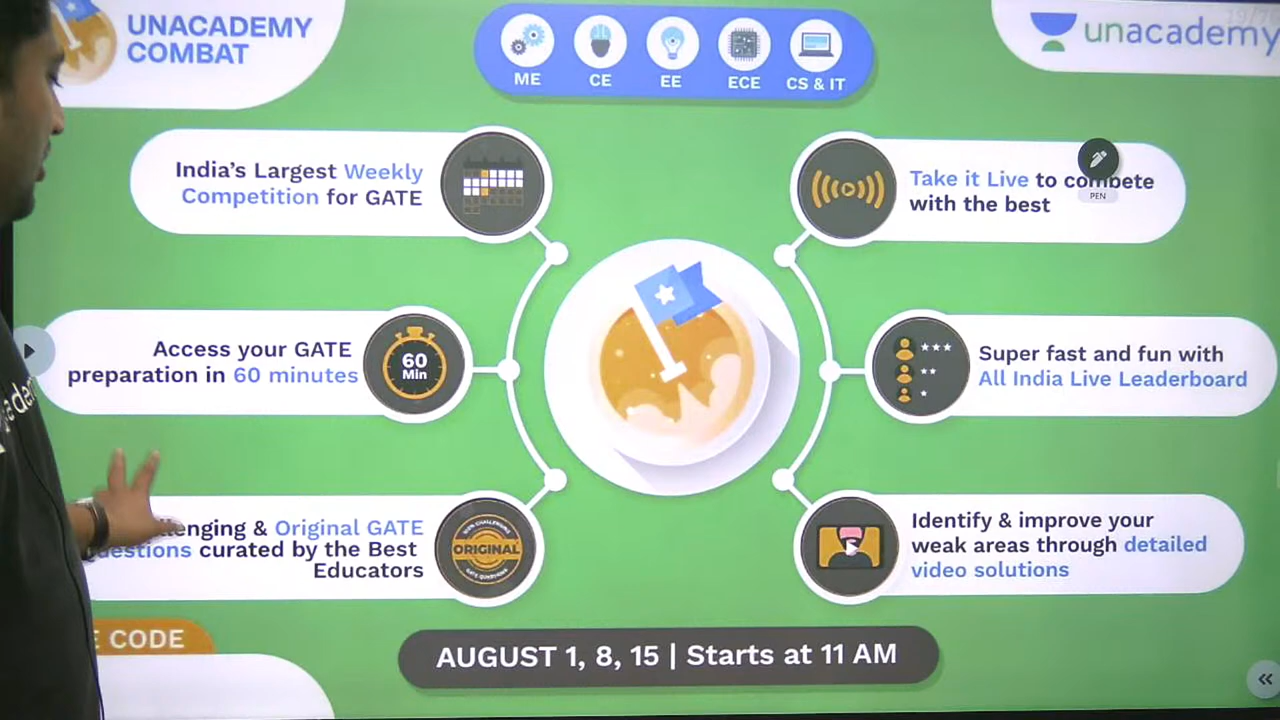 UNACADEMY
COMBAT
ME
CE
EE
ECE
CS & IT
unacademy
India's Largest Weekly
Competition for GATE
Take it Live to compete
with the best
PEN
Access your GATE
preparation in 60 minutes
60
Min
Super fast and fun with
All India Live Leaderboard
& Original GATE
curated by the Best
Educators
ORIGINAL
Identify & improve your
weak areas through detailed
video solutions
CODE
AUGUST 1, 8, 15 | Starts at 11 AM